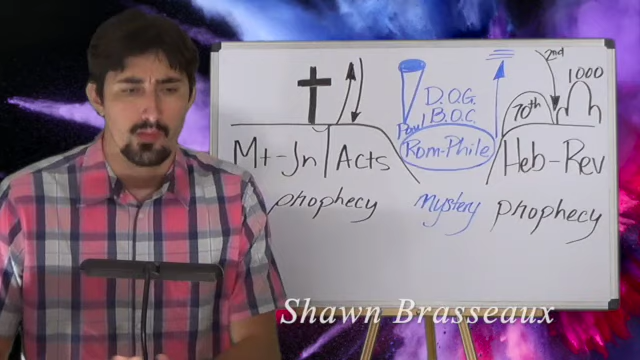 2nd
1000
D.O.G.
70th
B.O.C.
Paul
Mt-Jn Acts Rom-Phile Heb-Rev
prophecy mystery prophecy
Shawn Brasseaux